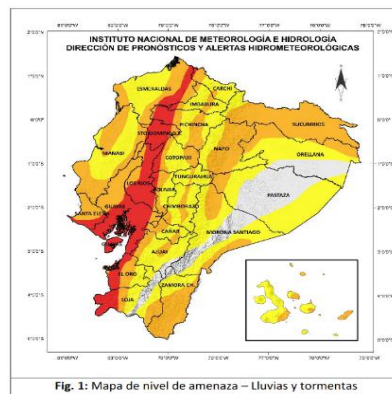 INSTITUTO NACIONAL DE METEOROLOGÍA E HIDROLOGÍA
DIRECCIÓN DE PRONÓSTICOS Y ALERTAS HIDROMETEOROLÓGICAS
ESMERALDAS
CARCHI
IMBABURA
SUCUMBIOS
PICHINCHA
STO DOMINGO
MANABI
NAPO
ORELLANA
COTOPAXI
TUNGURAHUA
LOS RIOS
PASTAZA
BOLIVAR
GUAYAS
CHIMBORAZO
SANTA ELENA
MORONA SANTIAGO
CAÑAR
AZUAY
EL ORO
ZAMORA CH.
LOJA
Fig. 1: Mapa de nivel de amenaza – Lluvias y tormentas